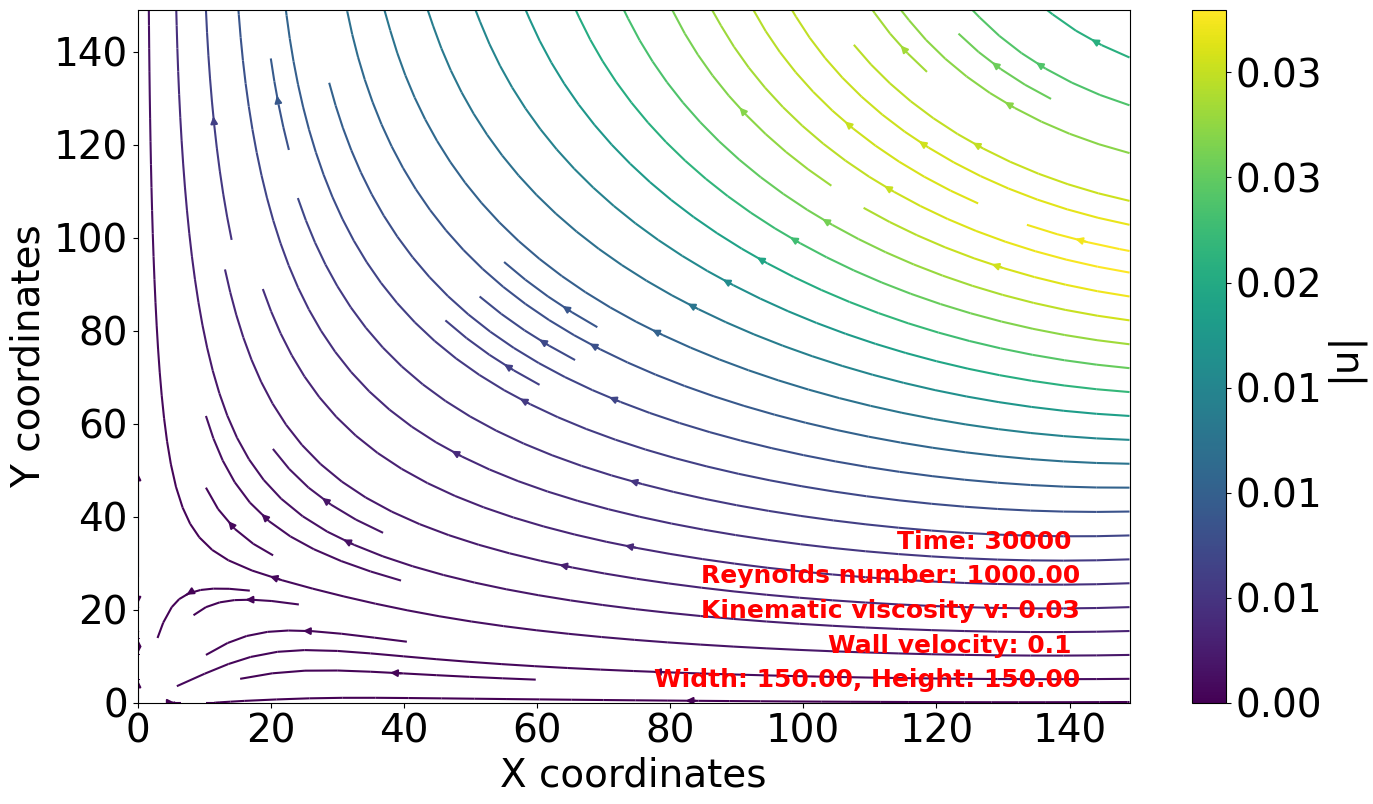 140
120
100
80
60
40
20
0
Y coordinates
0 20 40 60 80 100 120 140
X coordinates
Time: 30000
Reynolds number: 1000.00
Kinematic viscosity v: 0.03
Wall velocity: 0.1
Width: 150.00, Height: 150.00
0.03
0.03
0.02
0.01
0.01
0.01
0.00
|u|